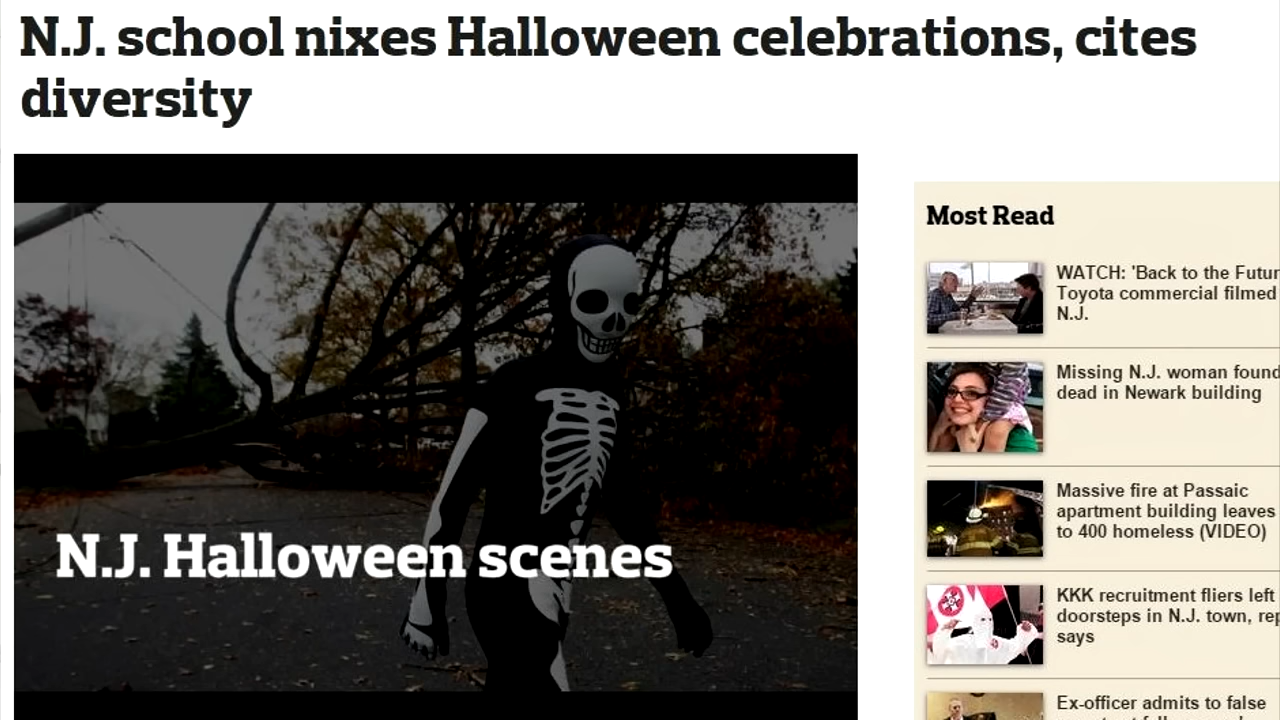 N.J. school nixes Halloween celebrations, cites
diversity
N.J. Halloween scenes
Most Read
WATCH: 'Back to the Futur
Toyota commercial filmed
N.J.
Missing N.J. woman found
dead in Newark building
Massive fire at Passaic
apartment building leaves
to 400 homeless (VIDEO)
KKK recruitment fliers left
doorsteps in N.J. town, rep
says
Ex-officer admits to false